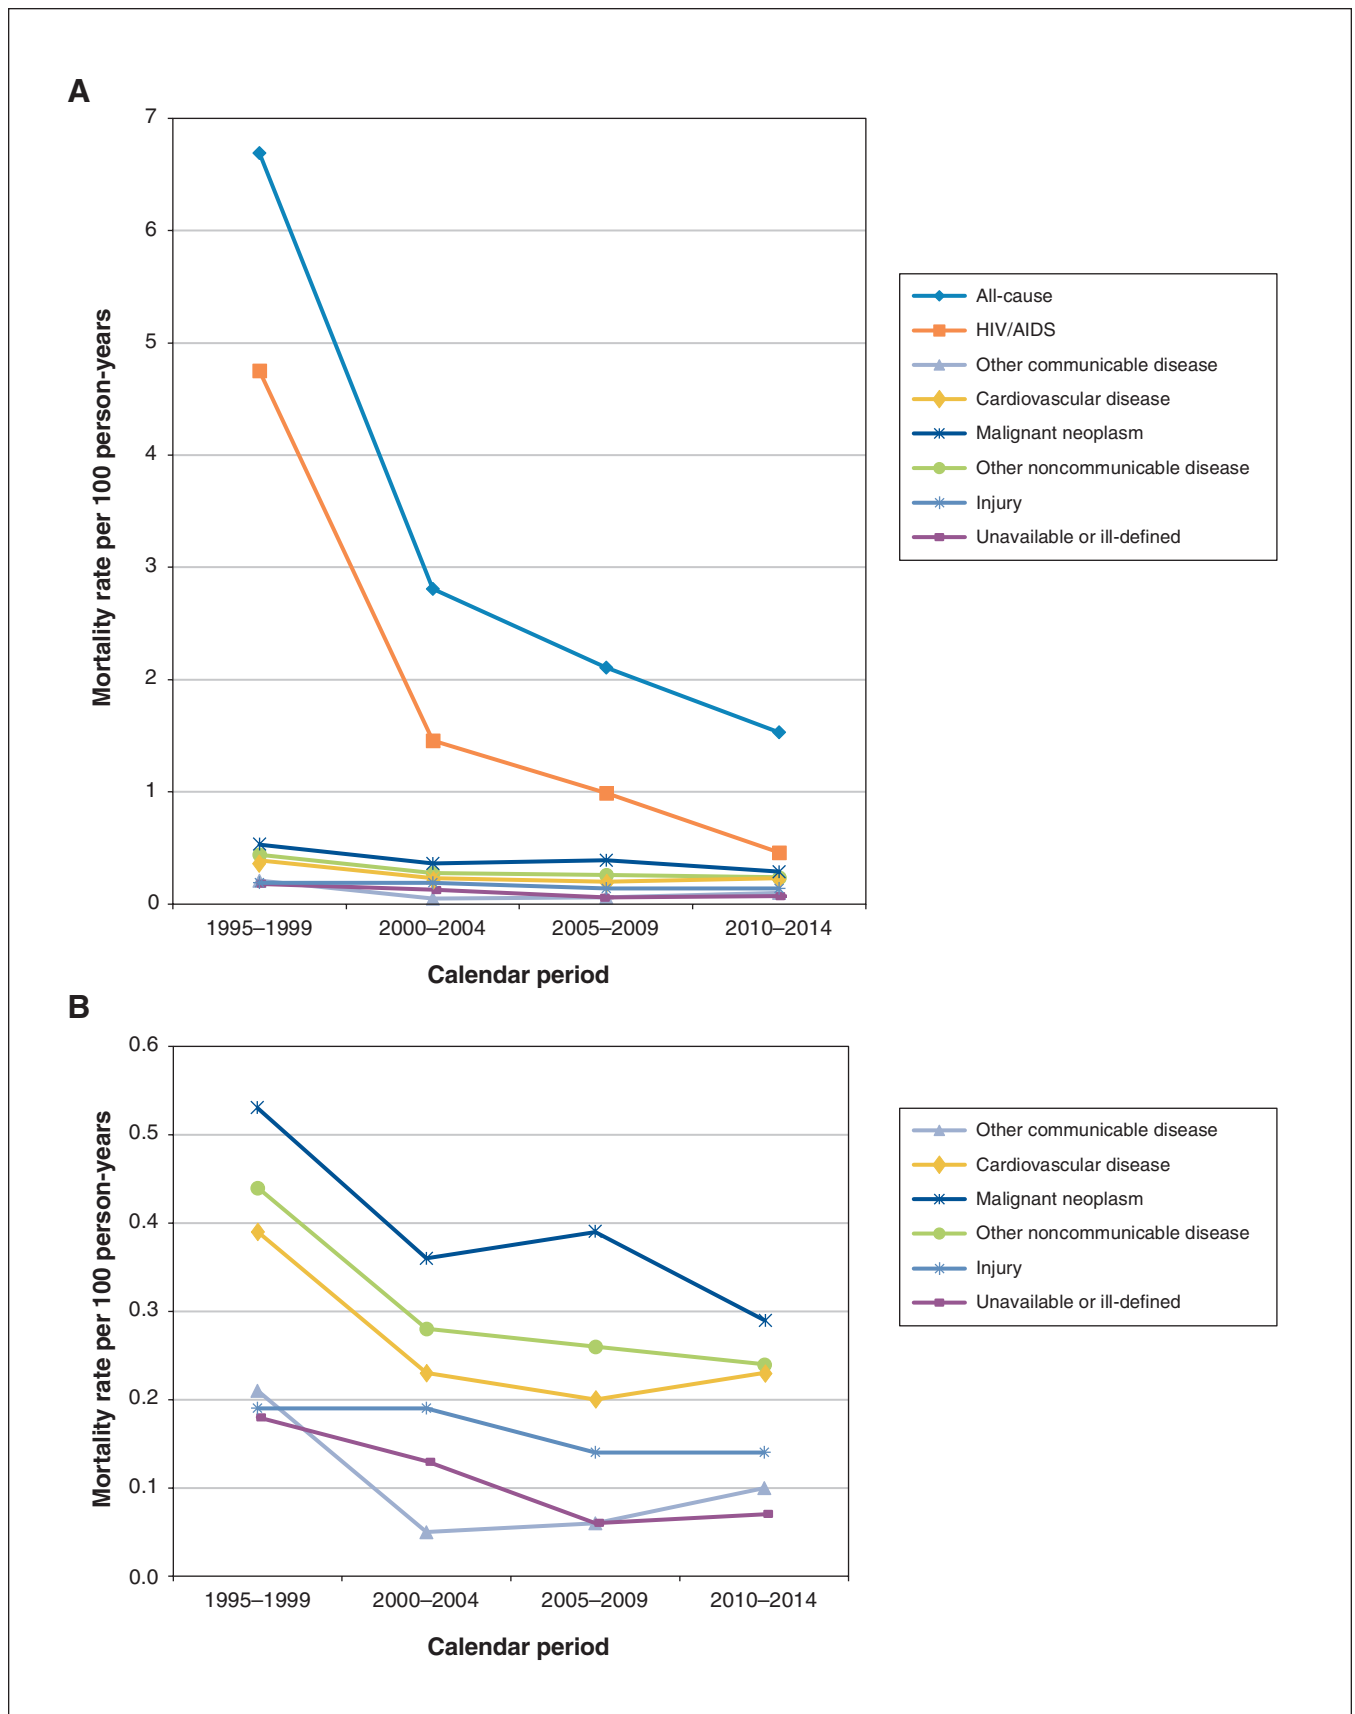 A
7
6
5
4
3
2
1
0
Mortality rate per 100 person-years
1995–1999 2000–2004 2005–2009 2010–2014
Calendar period
All-cause
HIV/AIDS
Other communicable disease
Cardiovascular disease
Malignant neoplasm
Other noncommunicable disease
Injury
Unavailable or ill-defined
B
0.6
0.5
0.4
0.3
0.2
0.1
0.0
Mortality rate per 100 person-years
1995–1999 2000–2004 2005–2009 2010–2014
Calendar period
Other communicable disease
Cardiovascular disease
Malignant neoplasm
Other noncommunicable disease
Injury
Unavailable or ill-defined